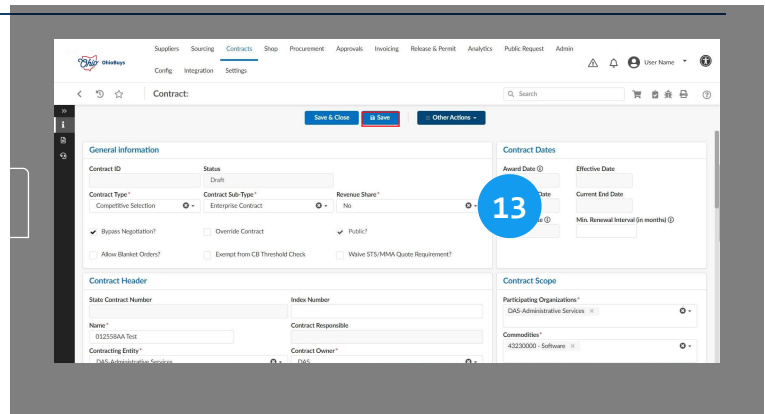 Suppliers Sourcing Contracts Shop Procurement Approvals Invoicing Release & Permit Analytics Public Request Admin
Ohio OhioBuys
User Name
Config Integration Settings
Contract:
Search
Save & Close Save Other Actions
General information
Contract ID Status
Draft
Contract Type* Contract Sub-Type* Revenue Share*
Competitive Selection Enterprise Contract No
Bypass Negotiation? Override Contract Public?
Allow Blanket Orders? Exempt from CB Threshold Check Waive STS/MMA Quote Requirement?
Contract Dates
Award Date Effective Date
Date Current End Date
13
Min. Renewal Interval (in months)
Contract Header
State Contract Number Index Number
Name* Contract Responsible
012558AA Test
Contracting Entity* Contract Owner*
DAS-Administrative Services DAS
Contract Scope
Participating Organizations*
DAS-Administrative Services ×
Commodities*
43230000 - Software ×